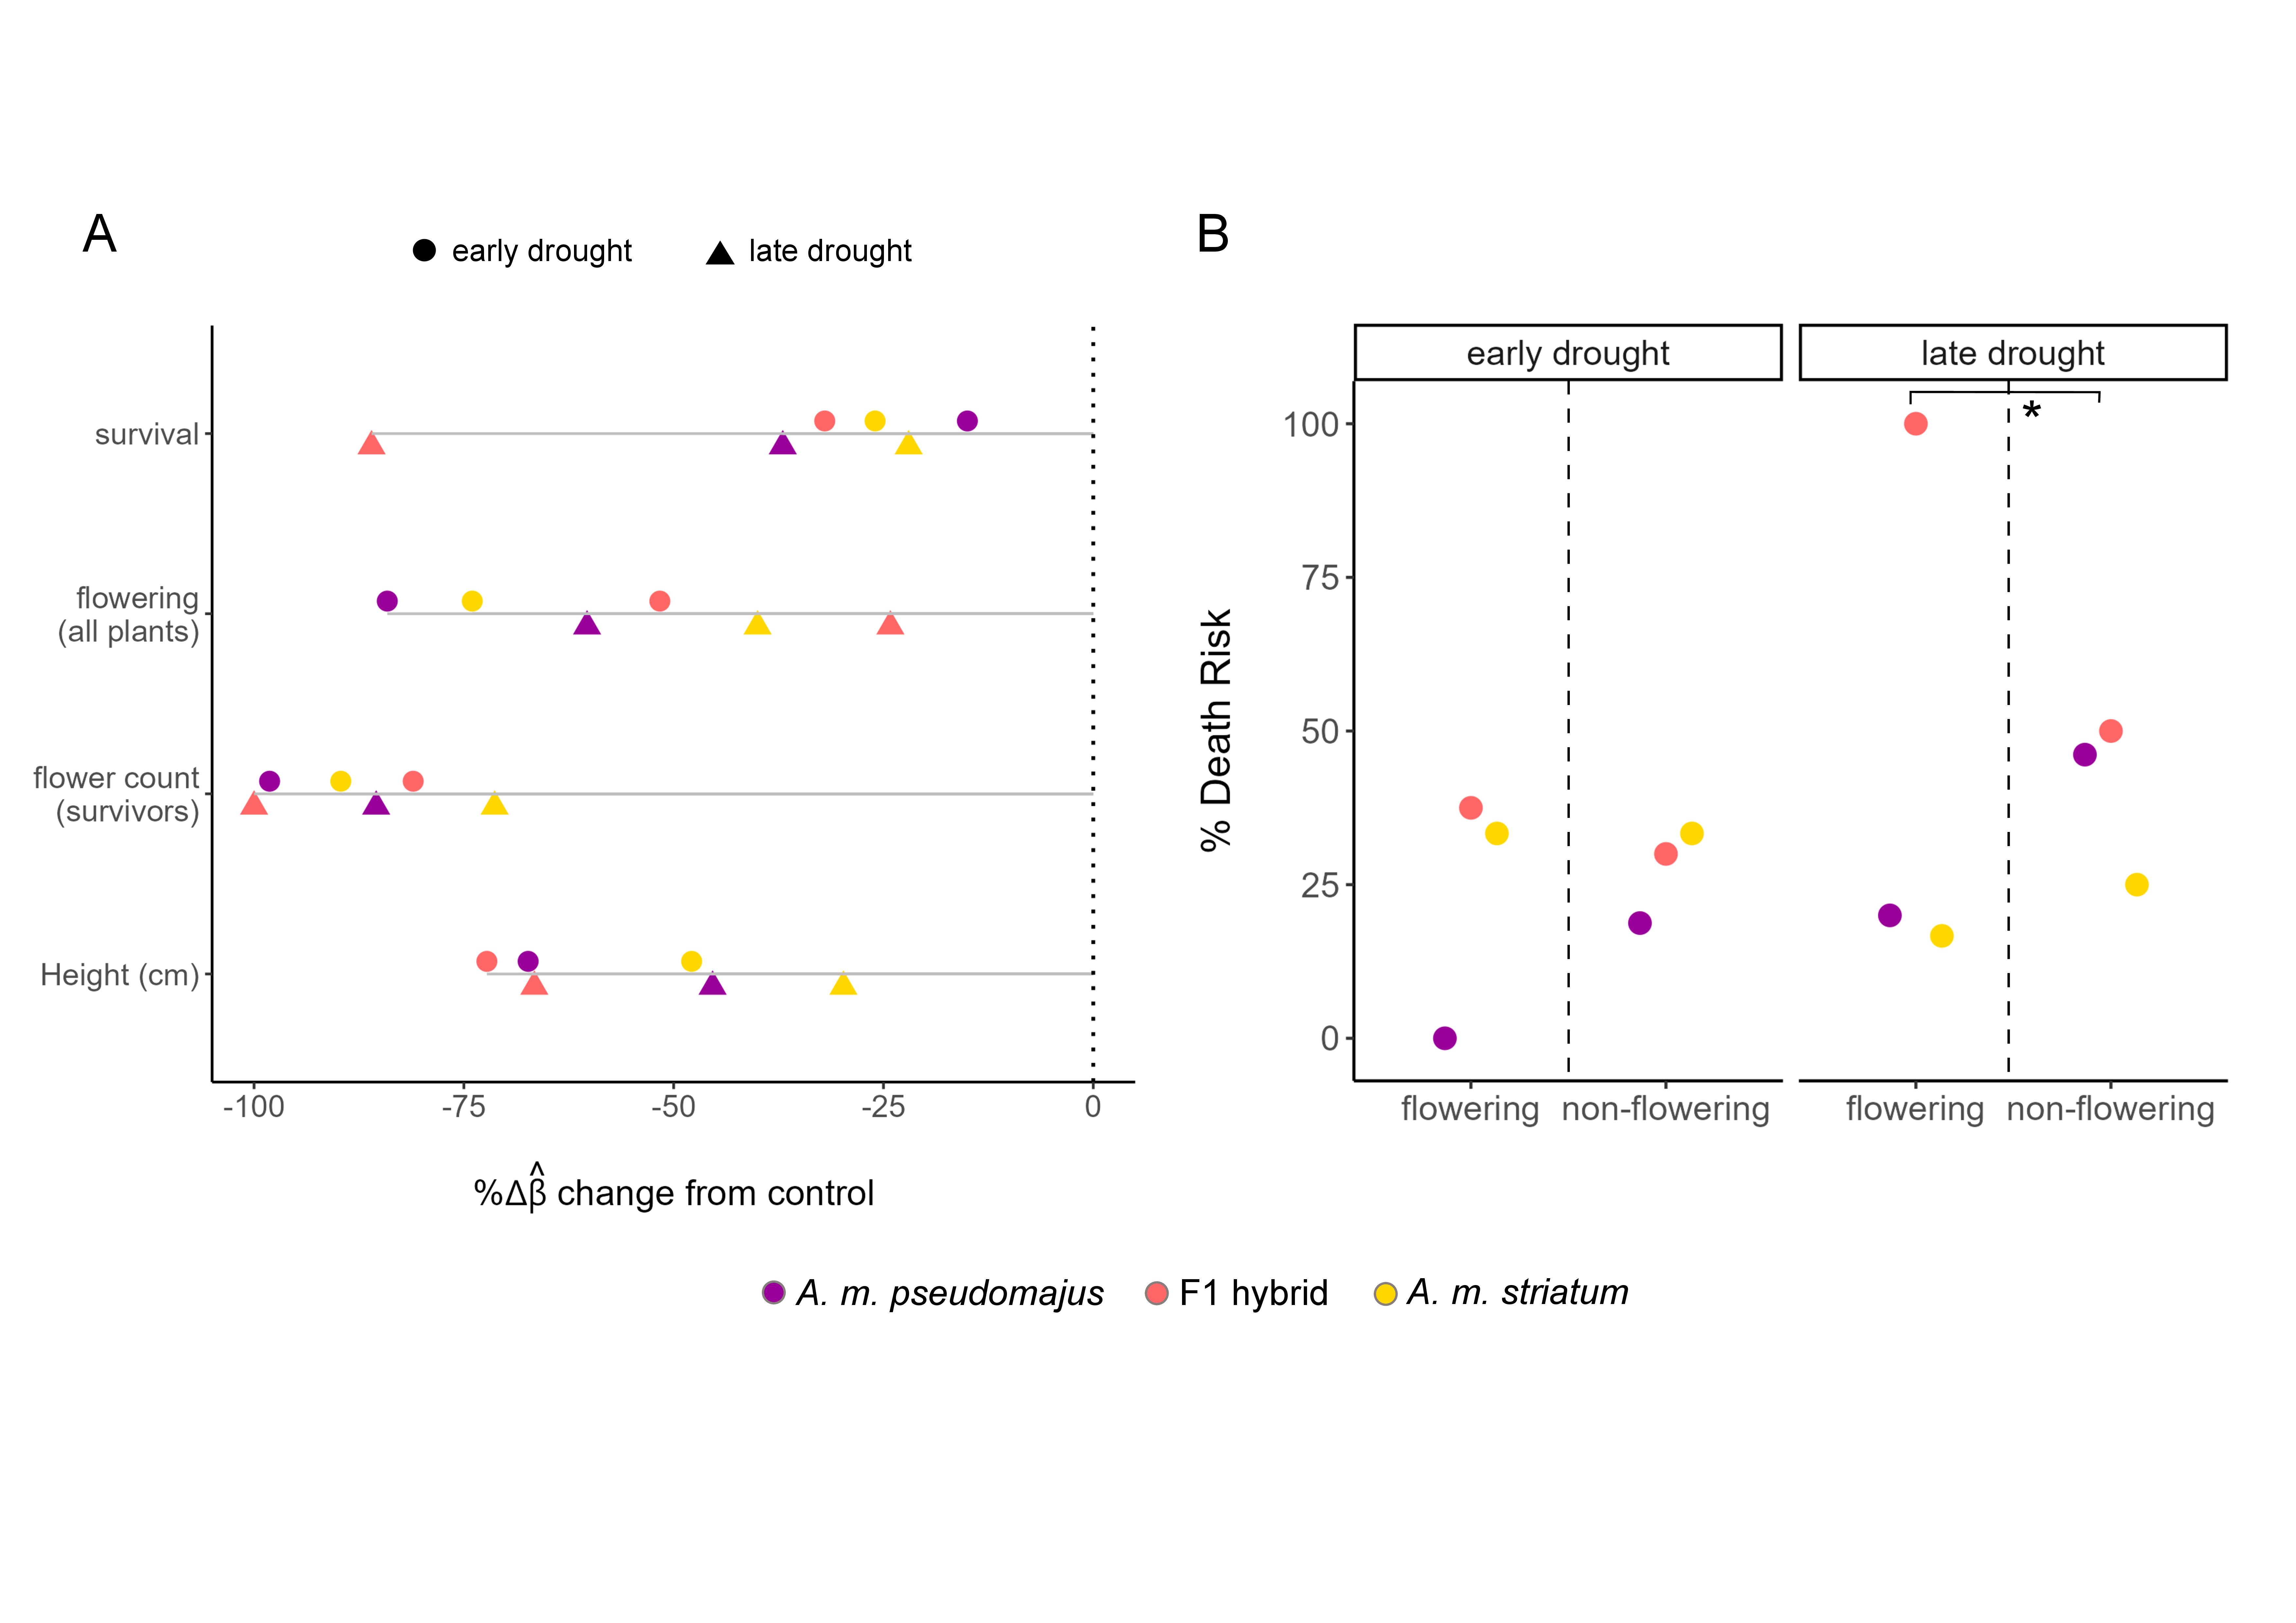 A
early drought
late drought
survival
flowering
(all plants)
flower count
(survivors)
Height (cm)
-100
-75
-50
-25
0
%Δβ̂ change from control
B
early drought
late drought
*
% Death Risk
100
75
50
25
0
flowering
non-flowering
flowering
non-flowering
A. m. pseudomajus
F1 hybrid
A. m. striatum